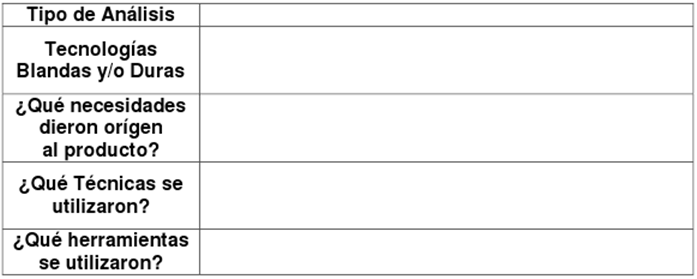 Tipo de Análisis
Tecnologías
Blandas y/o Duras
¿Qué necesidades
dieron orígen
al producto?
¿Qué Técnicas se
utilizaron?
¿Qué herramientas
se utilizaron?